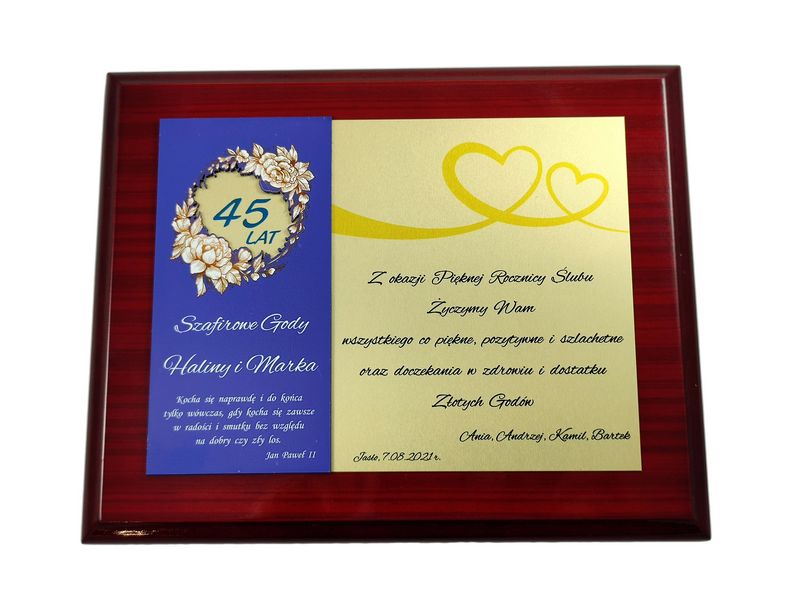 45
LAT
Szafirowe Gody
Haliny i Marka
Kocha się naprawdę i do końca
tylko wówczas, gdy kocha się zawsze
w radości i smutku bez względu
na dobry czy zły los.
Jan Paweł II
Z okazji Pięknej Rocznicy Ślubu
Życzymy Wam
wszystkiego co piękne, pozytywne i szlachetne
oraz doczekania w zdrowiu i dostatku
Złotych Godów
Ania, Andrzej, Kamil, Bartek
Jasło, 7.08.2021r.